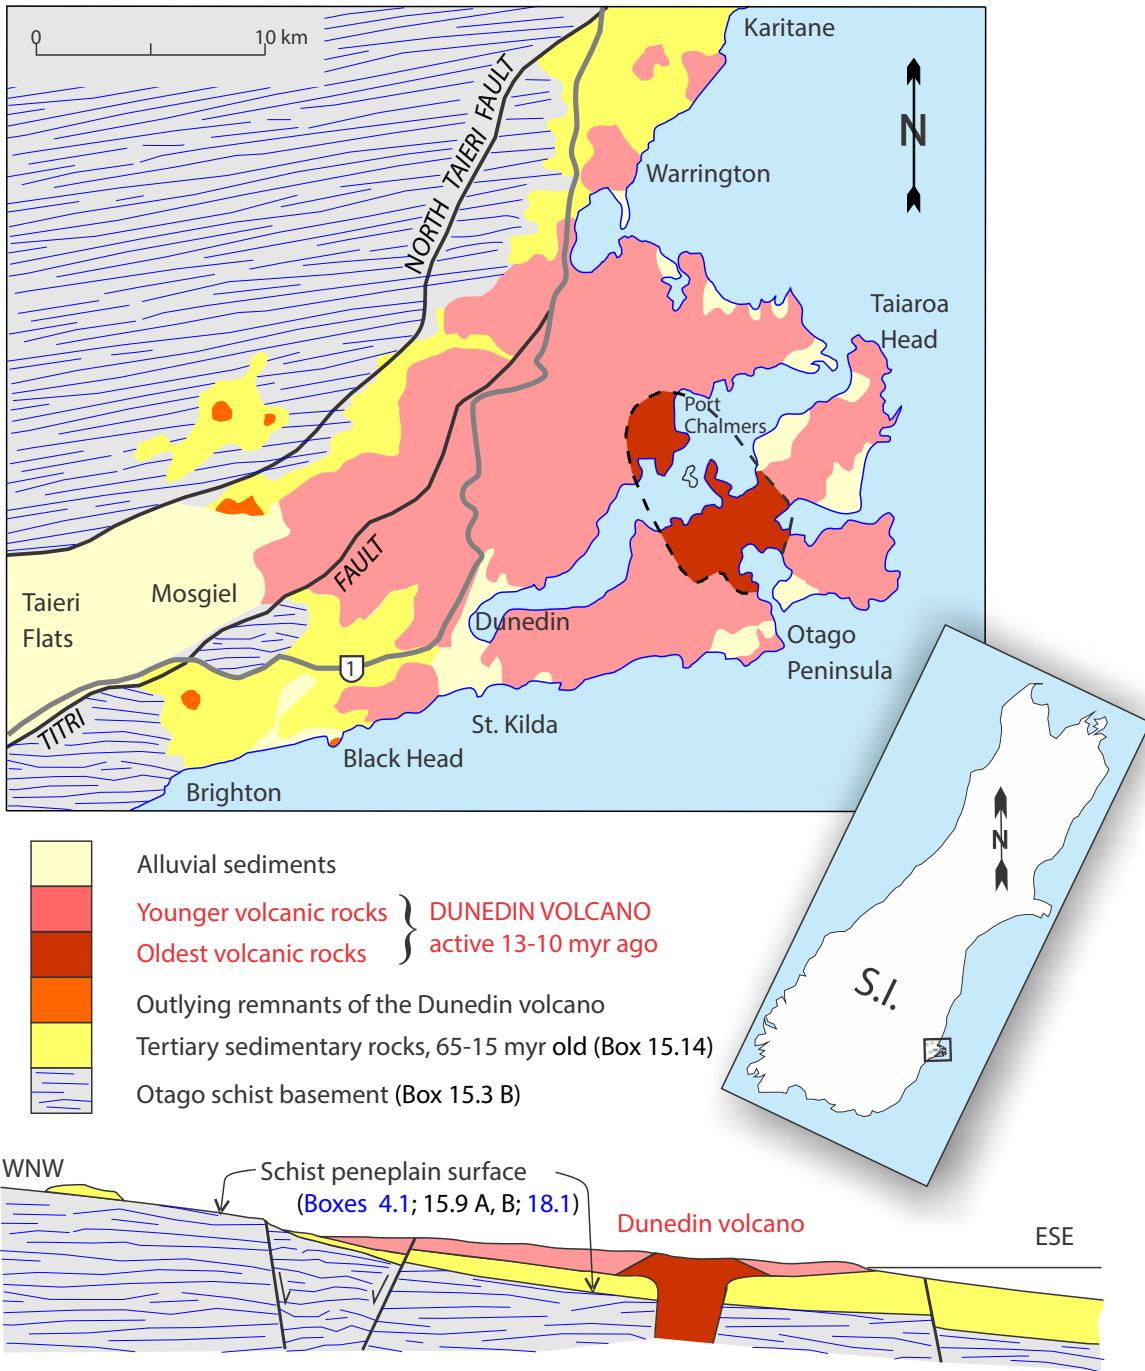 Karitane
0 10 km
NORTH TAIERI FAULT
N
Warrington
Taiaroa
Head
Port
Chalmers
FAULT
Mosgiel
Taieri
Flats
Dunedin
Otago
Peninsula
1
TITRI
St. Kilda
Black Head
Brighton
N
S.I.
Alluvial sediments
Younger volcanic rocks
Oldest volcanic rocks
DUNEDIN VOLCANO
active 13-10 myr ago
Outlying remnants of the Dunedin volcano
Tertiary sedimentary rocks, 65-15 myr old (Box 15.14)
Otago schist basement (Box 15.3 B)
WNW
Schist peneplain surface
(Boxes 4.1; 15.9 A, B; 18.1)
Dunedin volcano
ESE